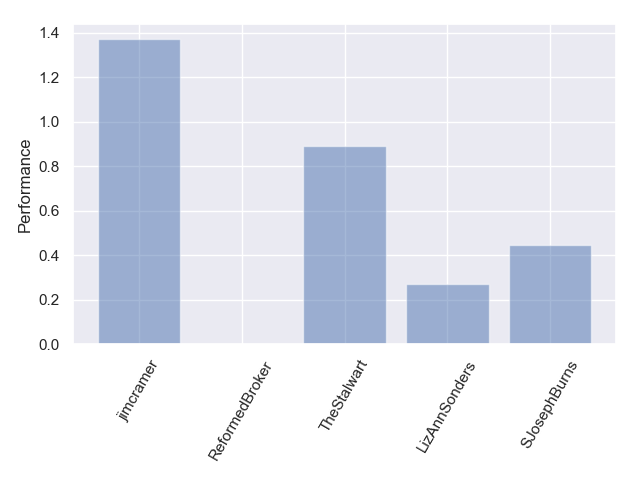 1.4
1.2
1.0
0.8
0.6
0.4
0.2
0.0
Performance
jimcramer
ReformedBroker
TheStalwart
LizAnnSonders
SJosephBurns